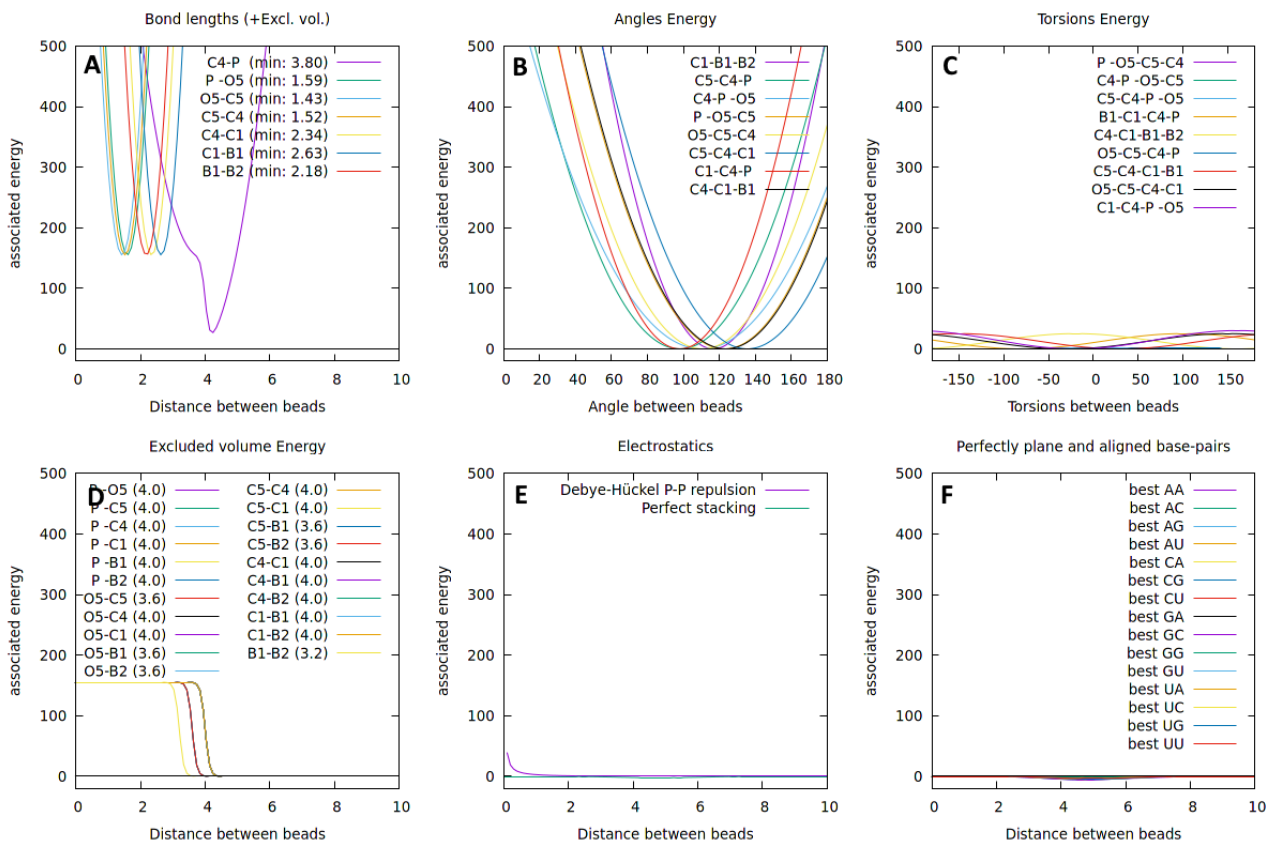 Bond lengths (+Excl. vol.)
A
500
400
300
200
100
0
associated energy
C4-P (min: 3.80)
P -O5 (min: 1.59)
O5-C5 (min: 1.43)
C5-C4 (min: 1.52)
C4-C1 (min: 2.34)
C1-B1 (min: 2.63)
B1-B2 (min: 2.18)
0 2 4 6 8 10
Distance between beads
Angles Energy
B
500
400
300
200
100
0
associated energy
C1-B1-B2
C5-C4-P
C4-P -O5
P -O5-C5
O5-C5-C4
C5-C4-C1
C1-C4-P
C4-C1-B1
0 20 40 60 80 100 120 140 160 180
Angle between beads
Torsions Energy
C
500
400
300
200
100
0
associated energy
P -O5-C5-C4
C4-P -O5-C5
C5-C4-P -O5
B1-C1-C4-P
C4-C1-B1-B2
O5-C5-C4-P
C5-C4-C1-B1
O5-C5-C4-C1
C1-C4-P -O5
-150 -100 -50 0 50 100 150
Torsions between beads
Excluded volume Energy
D
500
400
300
200
100
0
associated energy
P -O5 (4.0)
P -C5 (4.0)
P -C4 (4.0)
P -C1 (4.0)
P -B1 (4.0)
P -B2 (4.0)
O5-C5 (3.6)
O5-C4 (4.0)
O5-C1 (4.0)
O5-B1 (3.6)
O5-B2 (3.6)
C5-C4 (4.0)
C5-C1 (4.0)
C5-B1 (3.6)
C5-B2 (3.6)
C4-C1 (4.0)
C4-B1 (4.0)
C4-B2 (4.0)
C1-B1 (4.0)
C1-B2 (4.0)
B1-B2 (3.2)
0 2 4 6 8 10
Distance between beads
Electrostatics
E
500
400
300
200
100
0
associated energy
Debye-Hückel P-P repulsion
Perfect stacking
0 2 4 6 8 10
Distance between beads
Perfectly plane and aligned base-pairs
F
500
400
300
200
100
0
associated energy
best AA
best AC
best AG
best AU
best CA
best CG
best CU
best GA
best GC
best GG
best GU
best UA
best UC
best UG
best UU
0 2 4 6 8 10
Distance between beads